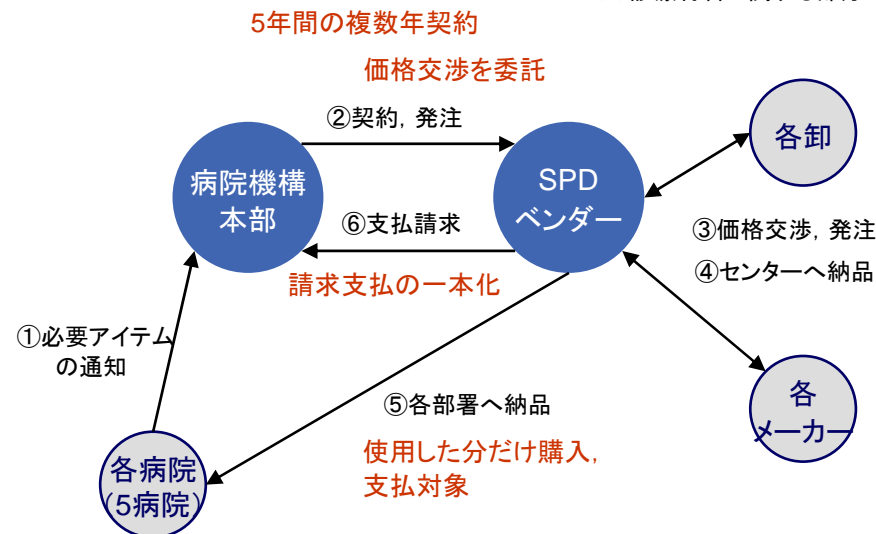 5年間の複数年契約
価格交渉を委託
②契約，発注
各卸
病院機構
本部
SPD
ベンダー
⑥支払請求
③価格交渉，発注
④センターへ納品
請求支払の一本化
①必要アイテム
の通知
⑤各部署へ納品
各
メーカー
使用した分だけ購入，
支払対象
各病院
(5病院)